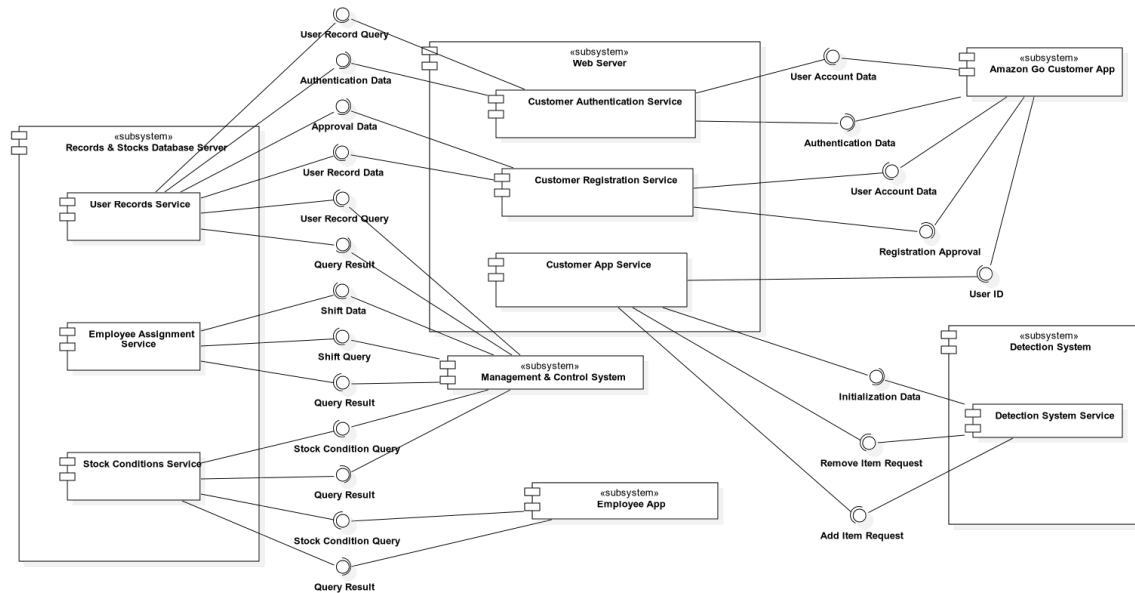 User Record Query
Authentication Data
Approval Data
User Record Data
User Record Query
Query Result
Shift Data
Shift Query
Query Result
Stock Condition Query
Query Result
Stock Condition Query
Query Result
«subsystem»
Records & Stocks Database Server
User Records Service
Employee Assignment
Service
Stock Conditions Service
«subsystem»
Web Server
Customer Authentication Service
Customer Registration Service
Customer App Service
«subsystem»
Management & Control System
«subsystem»
Employee App
User Account Data
Authentication Data
User Account Data
Registration Approval
User ID
Initialization Data
Remove Item Request
Add Item Request
«subsystem»
Amazon Go Customer App
«subsystem»
Detection System
Detection System Service